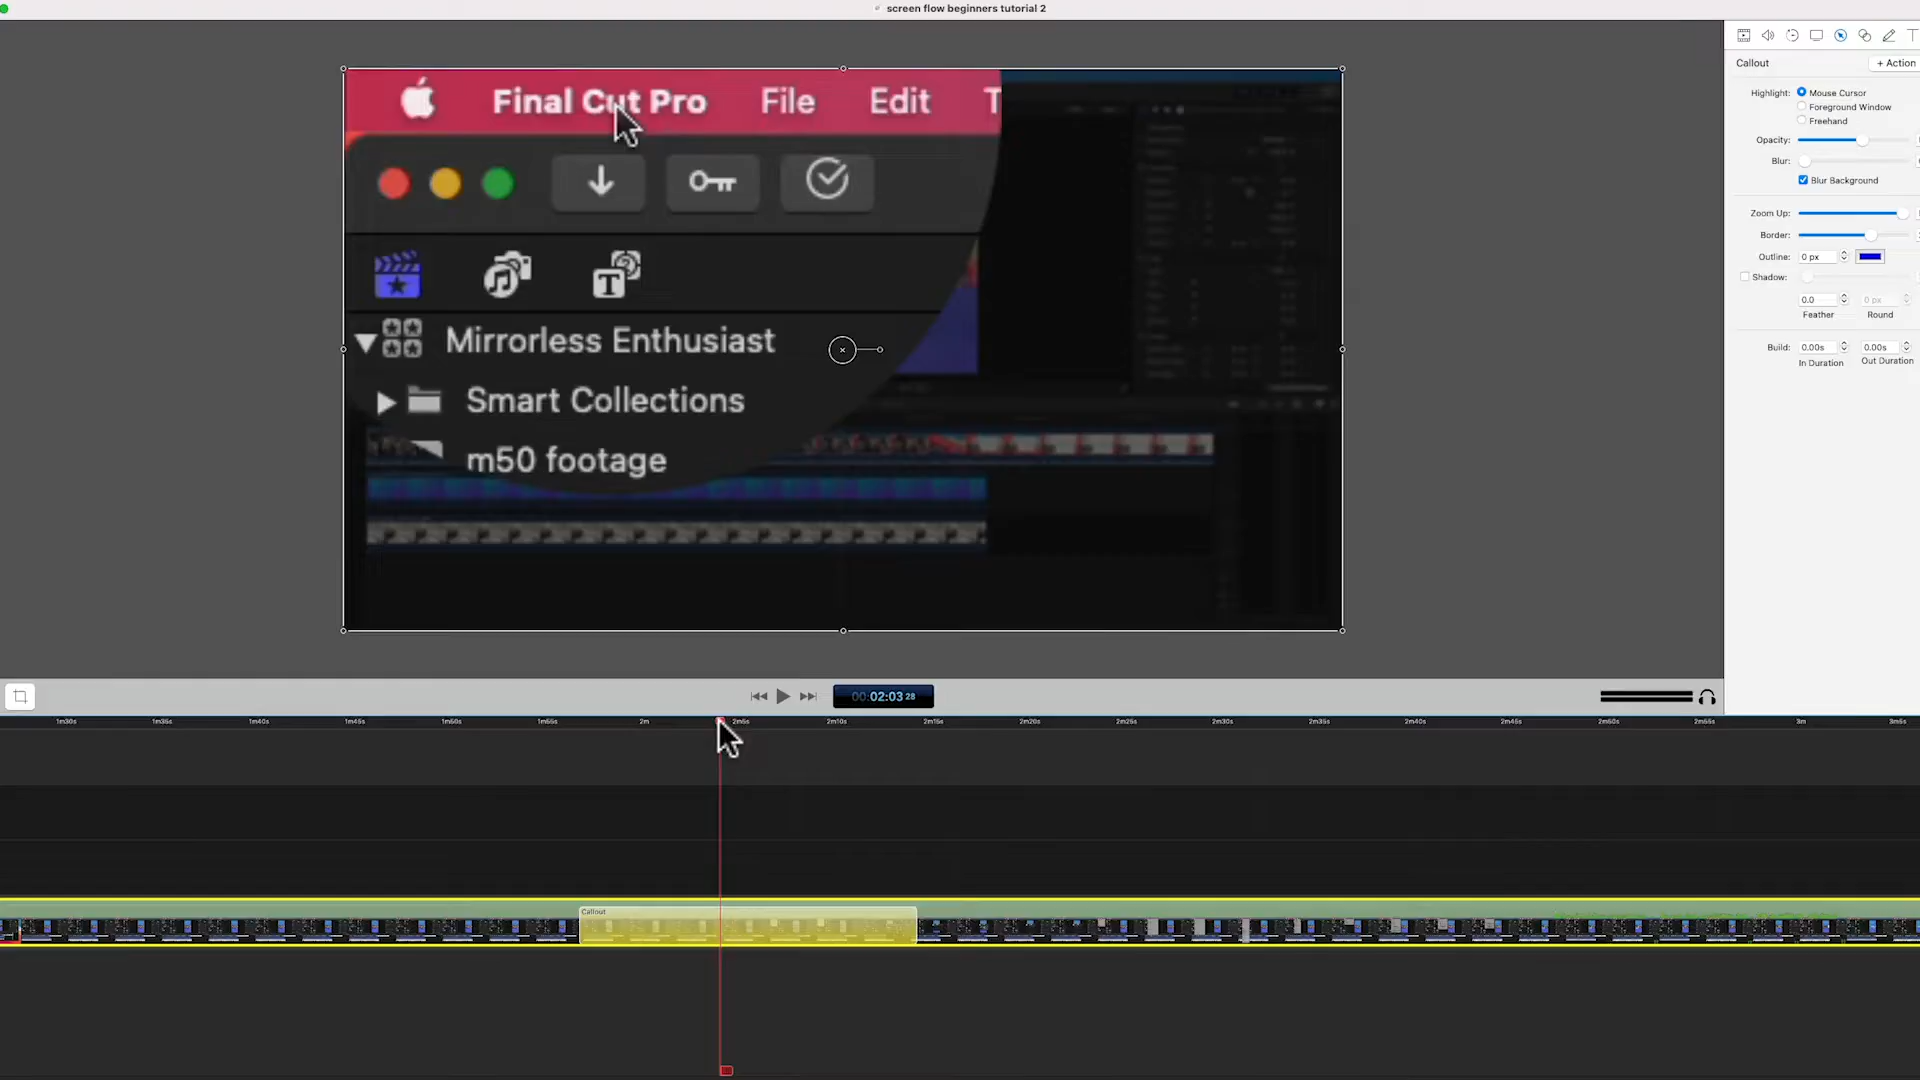 screen flow beginners tutorial 2
Final Cut Pro File Edit T
Mirrorless Enthusiast
Smart Collections
m50 footage
Callout
+ Action
Highlight: Mouse Cursor
Foreground Window
Freehand
Opacity:
Blur:
Blur Background
Zoom Up:
Border:
Outline: 0 px
Shadow:
0.0 0 px
Feather Round
Build: 0.00s 0.00s
In Duration Out Duration
00:02:03 28
1m30s 1m35s 1m40s 1m45s 1m50s 1m55s 2m 2m5s 2m10s 2m15s 2m20s 2m25s 2m30s 2m35s 2m40s 2m45s 2m50s 2m55s 3m 3m5s
Callout